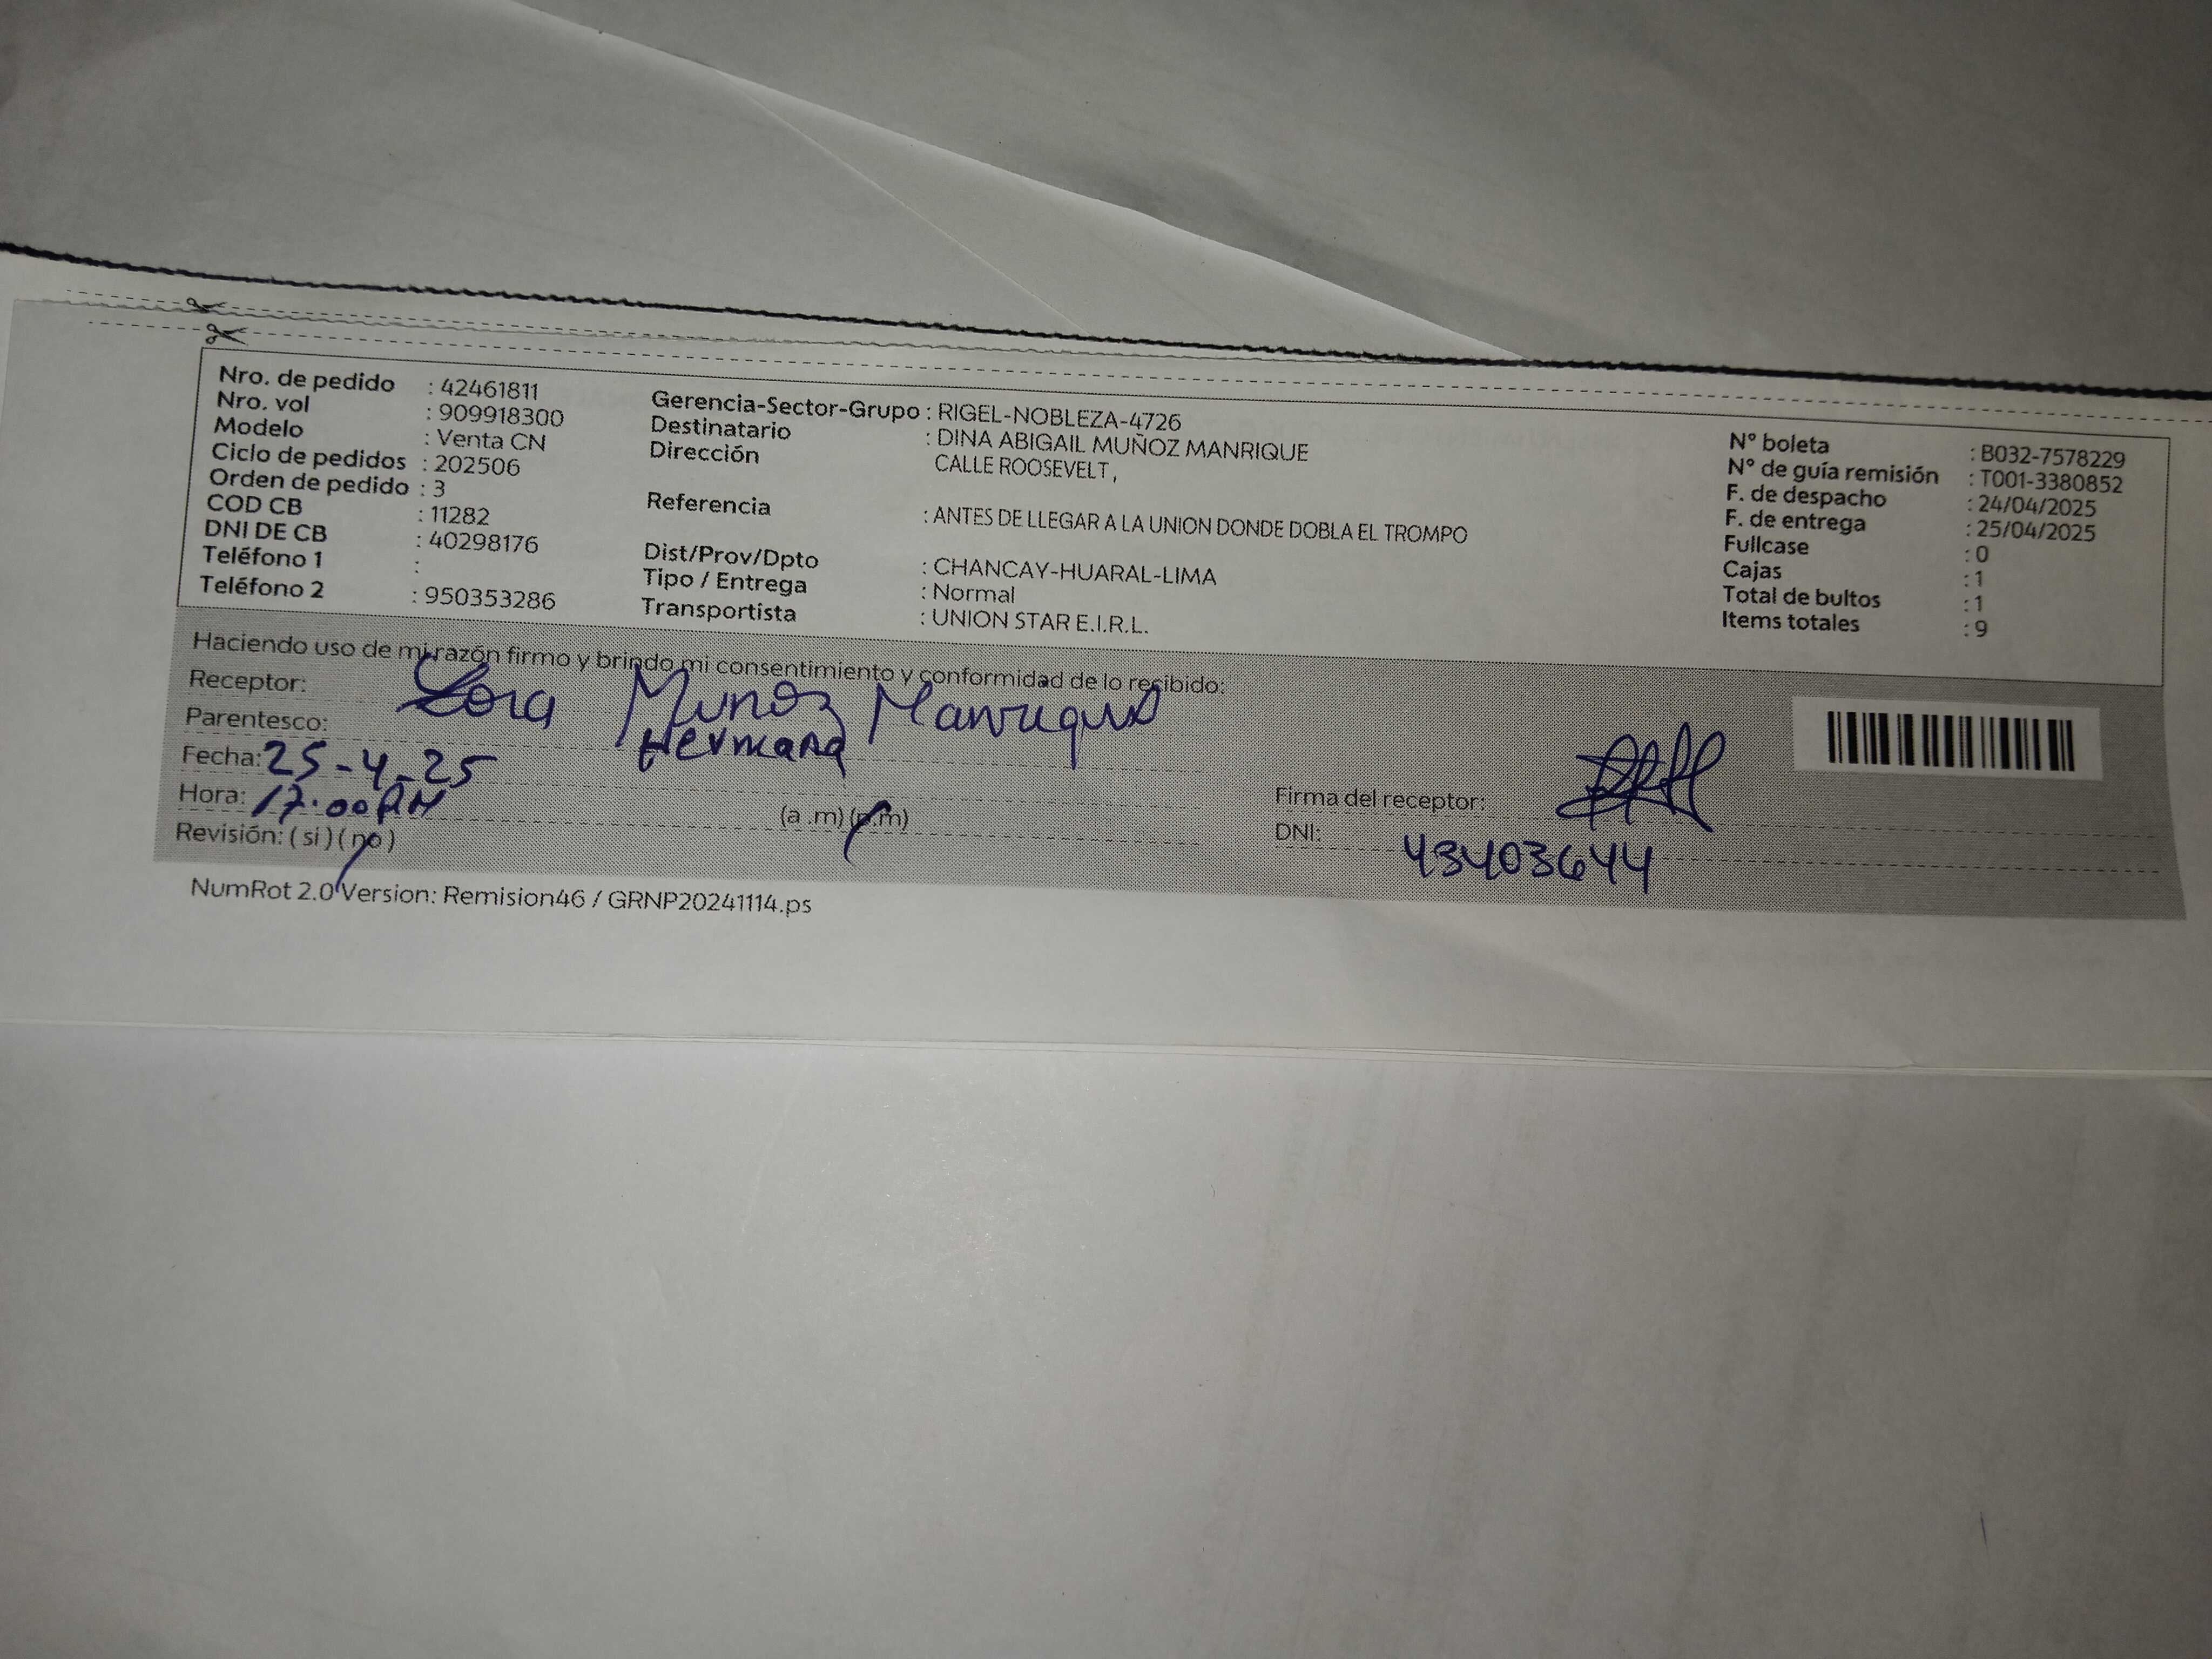 Nro. de pedido : 42461811
Nro. vol : 909918300
Modelo : Venta CN
Ciclo de pedidos : 202506
Orden de pedido : 3
COD CB : 11282
DNI DE CB : 40298176
Teléfono 1 :
Teléfono 2 : 950353286
Gerencia-Sector-Grupo : RIGEL-NOBLEZA-4726
Destinatario : DINA ABIGAIL MUÑOZ MANRIQUE
Dirección CALLE ROOSEVELT,
Referencia : ANTES DE LLEGAR A LA UNION DONDE DOBLA EL TROMPO
Dist/Prov/Dpto : CHANCAY-HUARAL-LIMA
Tipo / Entrega : Normal
Transportista : UNION STAR E.I.R.L.
N° boleta : B032-7578229
N° de guía remisión : T001-3380852
F. de despacho : 24/04/2025
F. de entrega : 25/04/2025
Fullcase : 0
Cajas : 1
Total de bultos : 1
Items totales : 9
Haciendo uso de mi razón firmo y brindo mi consentimiento y conformidad de lo recibido:
Receptor: Munoz Manrique
Parentesco: Hermana
Fecha: 25-4-25
Hora: 17.00 PM (a .m) (p.m)
Revisión: ( si ) ( no )
Firma del receptor:
DNI: 43403644
NumRot 2.0 Version: Remision46 / GRNP20241114.ps